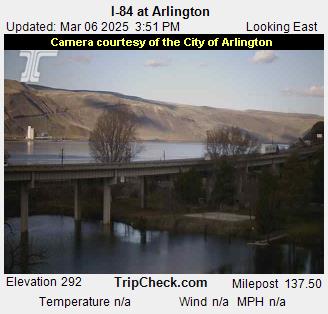 I-84 at Arlington
Updated: Mar 06 2025 3:51 PM Looking East
Camera courtesy of the City of Arlington
Elevation 292 TripCheck.com Milepost 137.50
Temperature n/a Wind n/a MPH n/a